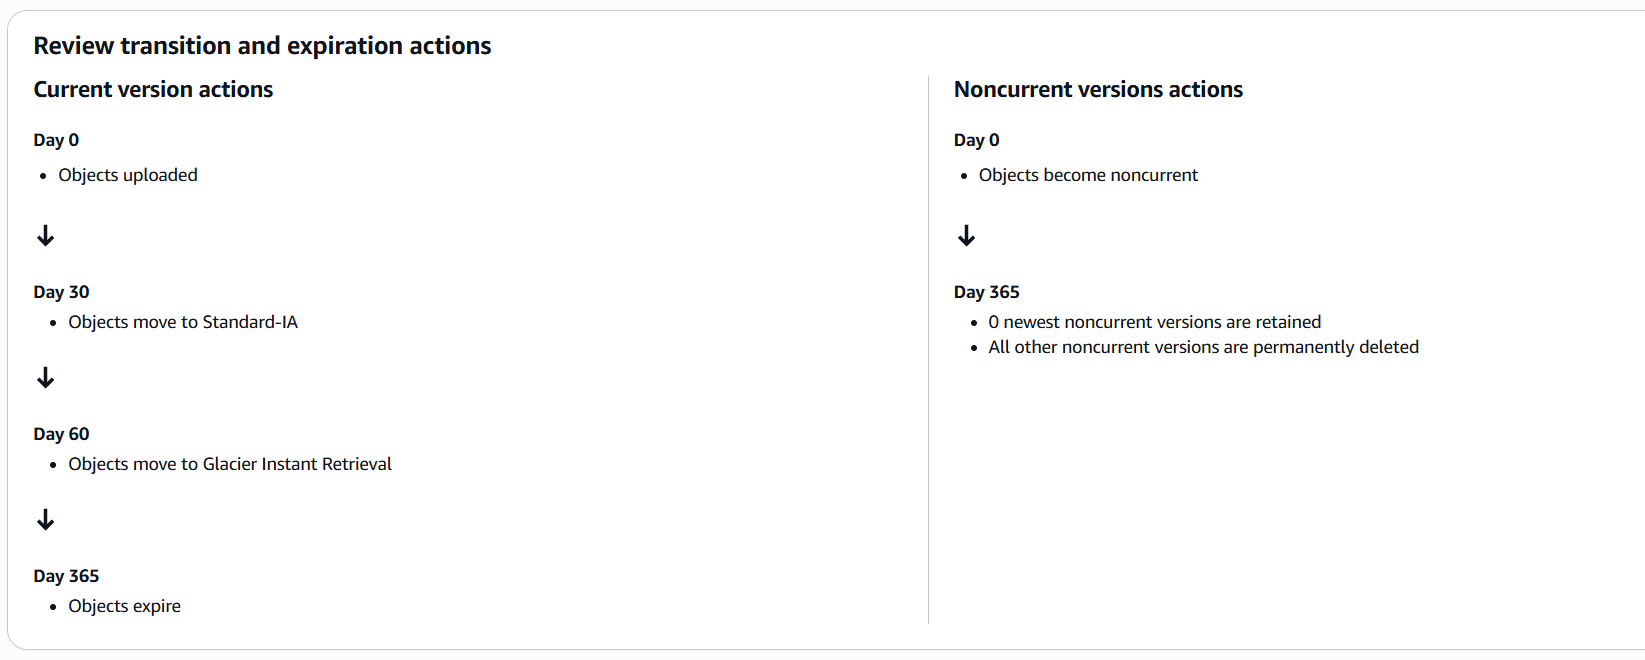 Review transition and expiration actions
Current version actions
Day 0
Objects uploaded
Day 30
Objects move to Standard-IA
Day 60
Objects move to Glacier Instant Retrieval
Day 365
Objects expire
Noncurrent versions actions
Day 0
Objects become noncurrent
Day 365
0 newest noncurrent versions are retained
All other noncurrent versions are permanently deleted